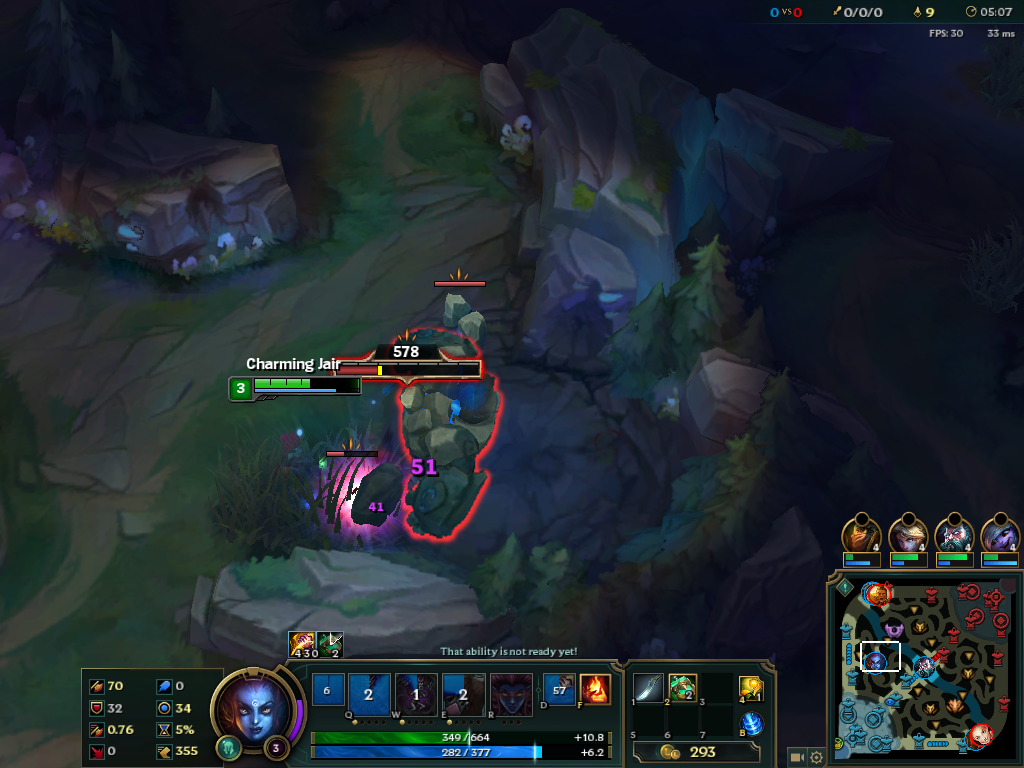 0 vs 0 0/0/0 9 05:07
FPS: 30 33 ms
578
Charming Jair
3
51
41
4 4 4 4
430 2
That ability is not ready yet!
70 0
32 34
0.76 5%
0 355
3
6 2 1 2 57
Q W E R D F
349 / 664 +10.8
282 / 377 +6.2
1 2 2 3 4 1
5 6 7 B
293